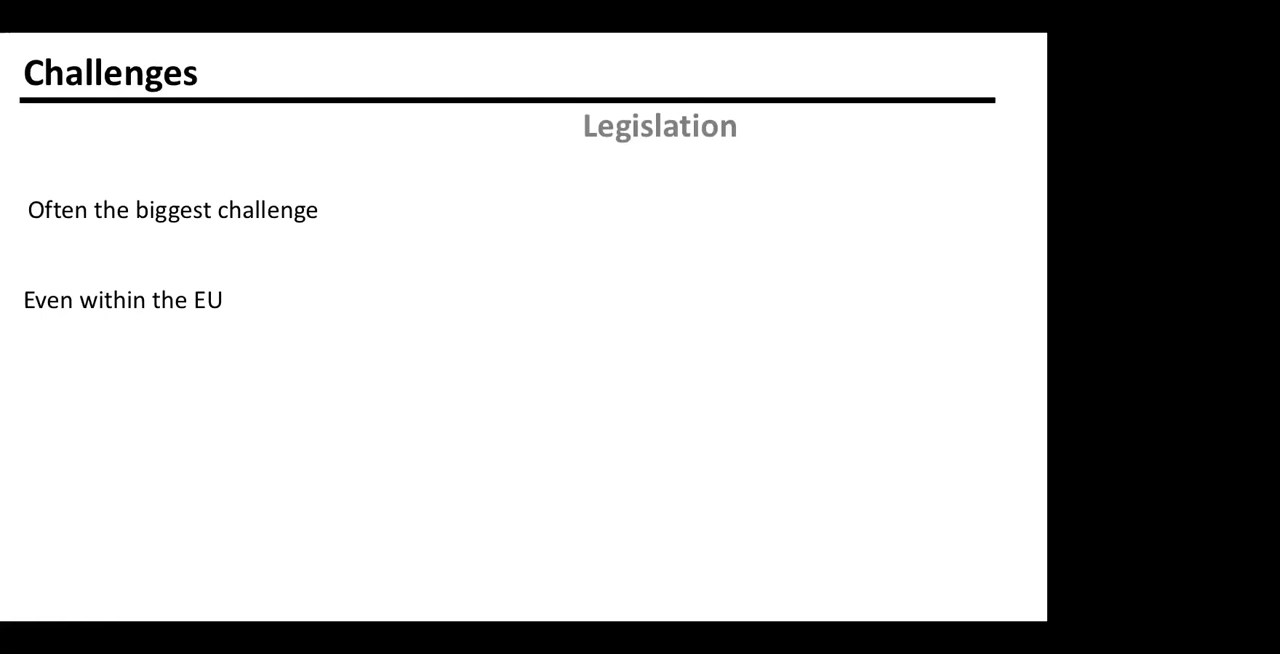 Challenges
Legislation
Often the biggest challenge
Even within the EU